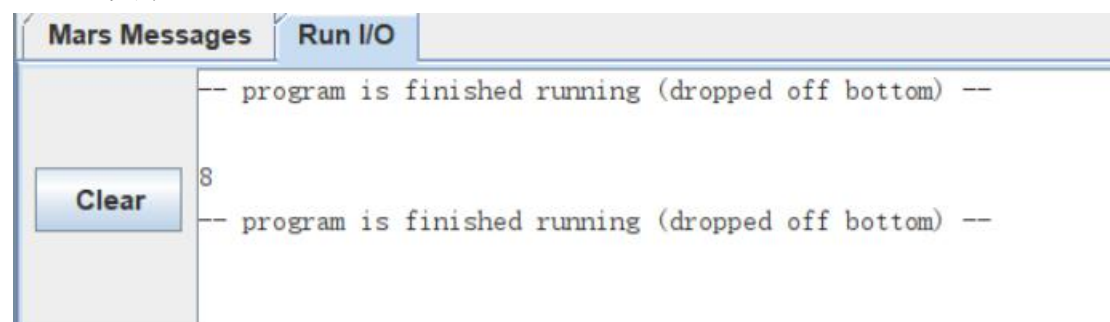 Mars Messages Run I/O
-- program is finished running (dropped off bottom) --
8
Clear
-- program is finished running (dropped off bottom) --